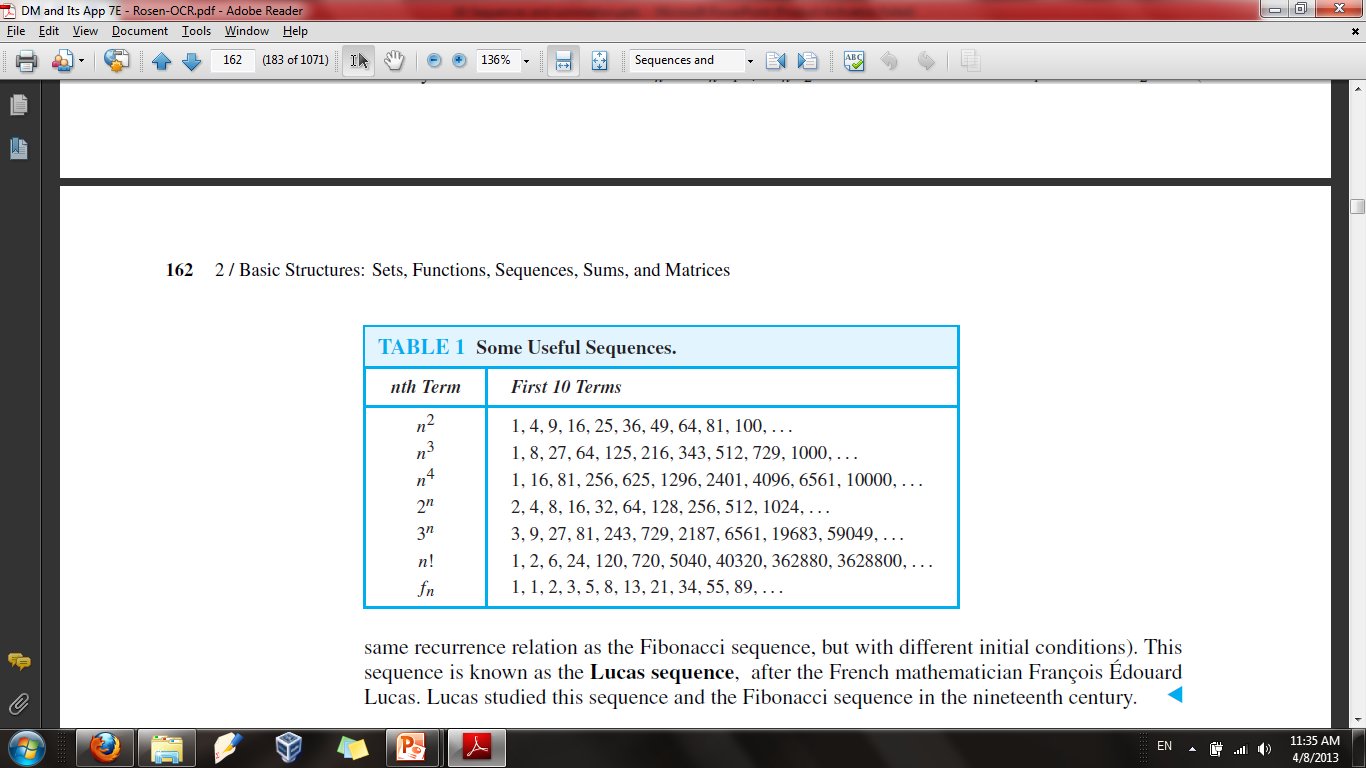 DM and Its App 7E - Rosen-OCR.pdf - Adobe Reader
File Edit View Document Tools Window Help
162 (183 of 1071) 136% Sequences and
162 2 / Basic Structures: Sets, Functions, Sequences, Sums, and Matrices
TABLE 1 Some Useful Sequences.
nth Term First 10 Terms
n² 1, 4, 9, 16, 25, 36, 49, 64, 81, 100, . . .
n³ 1, 8, 27, 64, 125, 216, 343, 512, 729, 1000, . . .
n⁴ 1, 16, 81, 256, 625, 1296, 2401, 4096, 6561, 10000, . . .
2ⁿ 2, 4, 8, 16, 32, 64, 128, 256, 512, 1024, . . .
3ⁿ 3, 9, 27, 81, 243, 729, 2187, 6561, 19683, 59049, . . .
n! 1, 2, 6, 24, 120, 720, 5040, 40320, 362880, 3628800, . . .
fₙ 1, 1, 2, 3, 5, 8, 13, 21, 34, 55, 89, . . .
same recurrence relation as the Fibonacci sequence, but with different initial conditions). This
sequence is known as the Lucas sequence, after the French mathematician François Édouard
Lucas. Lucas studied this sequence and the Fibonacci sequence in the nineteenth century.
EN 11:35 AM
4/8/2013